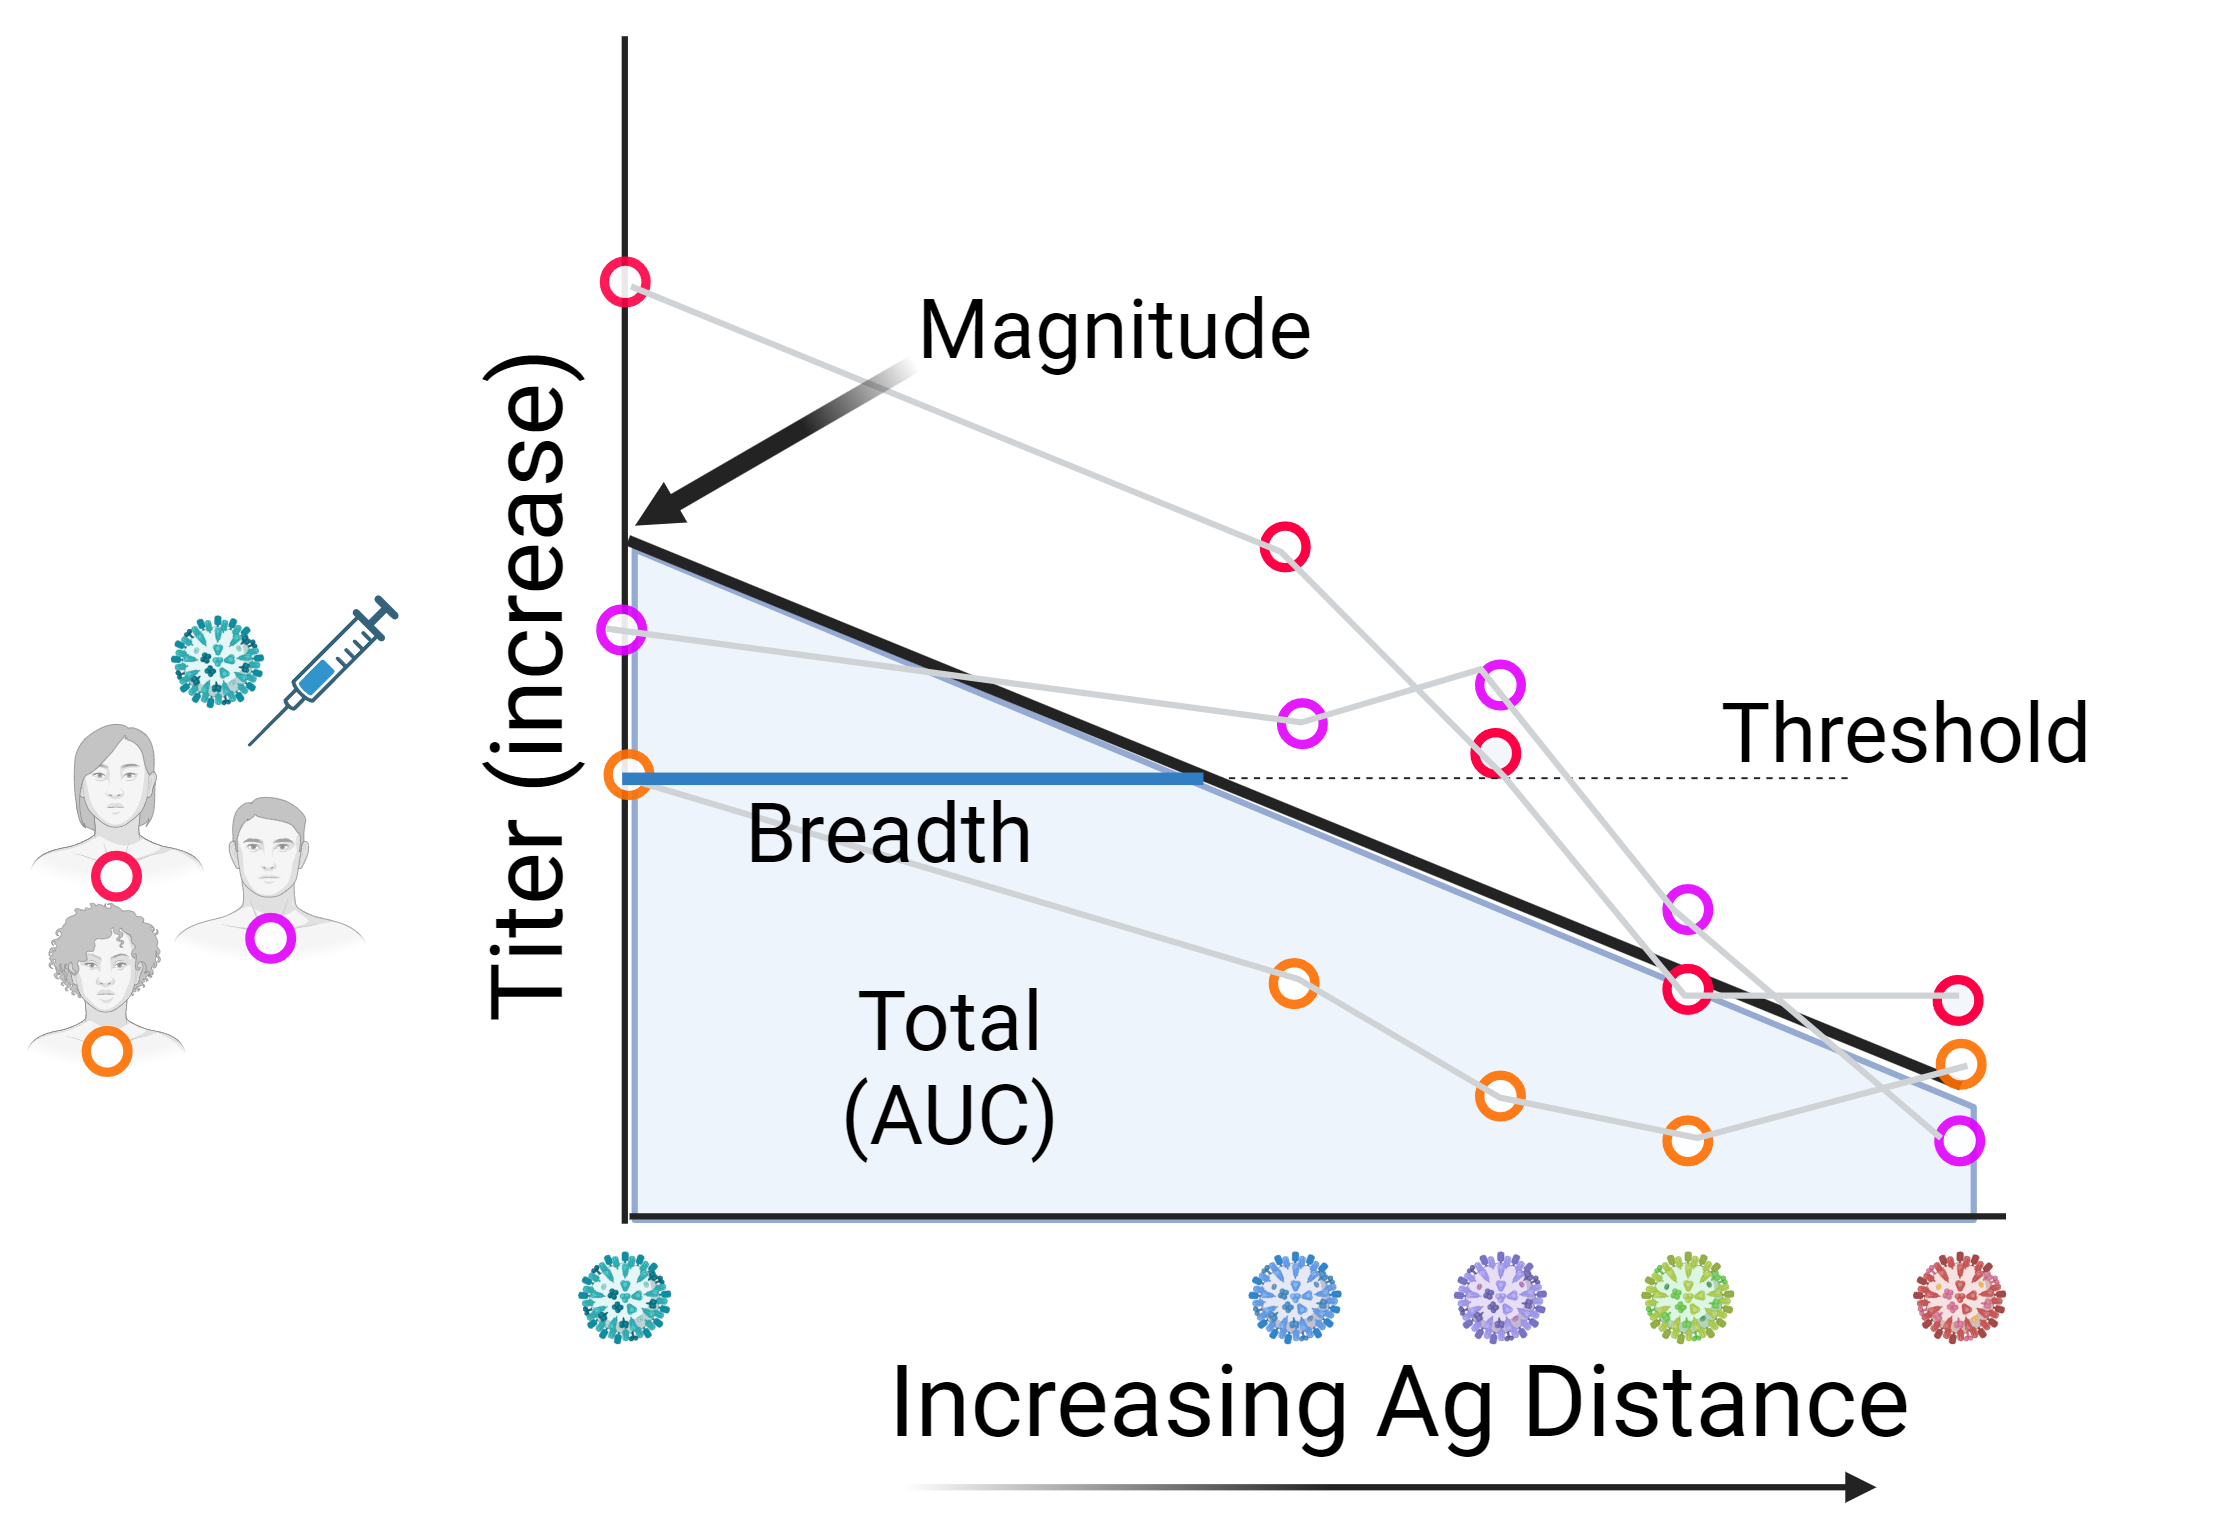 Magnitude
Titer (increase)
Threshold
Breadth
Total
(AUC)
Increasing Ag Distance